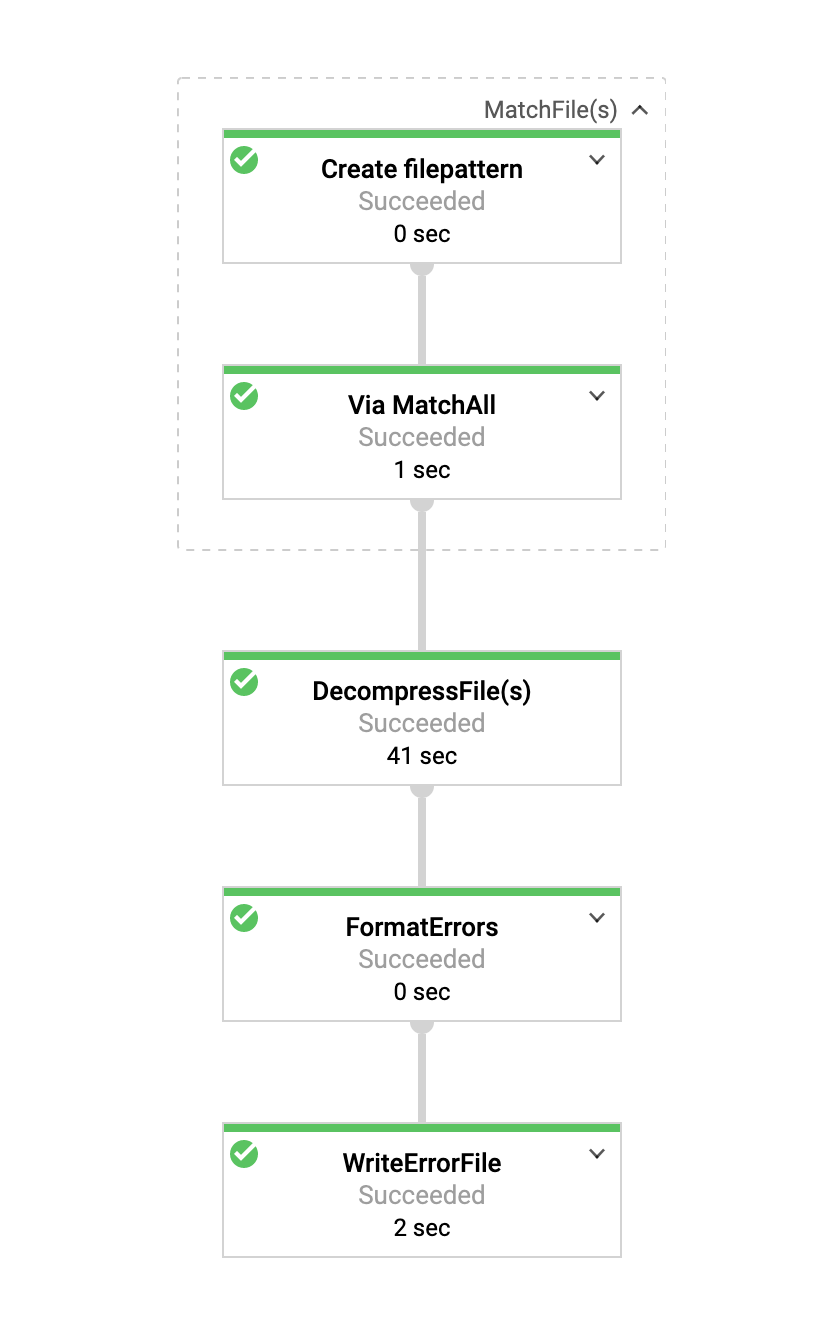 MatchFile(s)
Create filepattern
Succeeded
0 sec
Via MatchAll
Succeeded
1 sec
DecompressFile(s)
Succeeded
41 sec
FormatErrors
Succeeded
0 sec
WriteErrorFile
Succeeded
2 sec